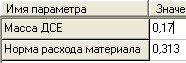 Имя параметра Значе
Масса ДСЕ 0,17
Норма расхода материала 0,313